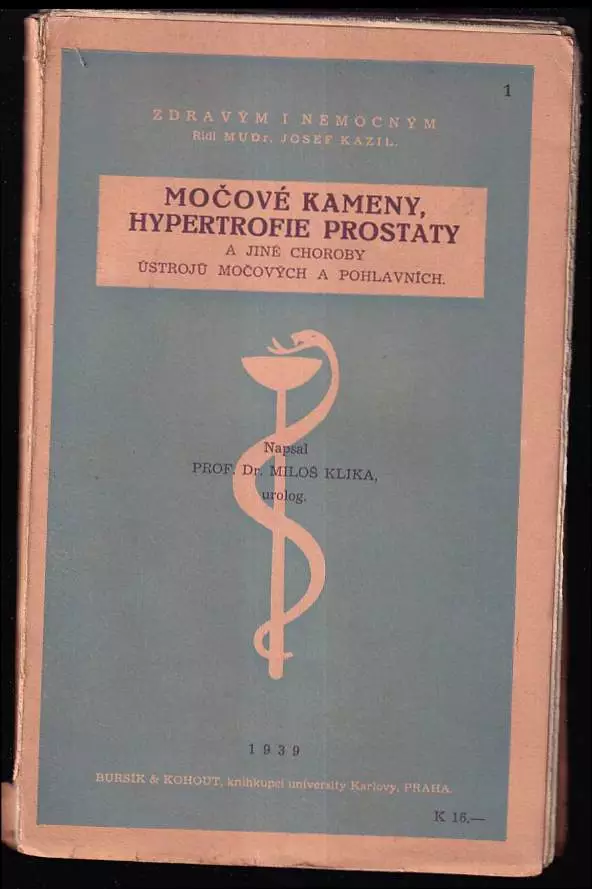 1
ZDRAVÝM I NEMOCNÝM
Řídí MUDr. JOSEF KAZIL.
MOČOVÉ KAMENY,
HYPERTROFIE PROSTATY
A JINÉ CHOROBY
ÚSTROJŮ MOČOVÝCH A POHLAVNÍCH.
Napsal
PROF. Dr. MILOŠ KLIKA,
urolog.
1939
BURSÍK & KOHOUT, knihkupci university Karlovy, PRAHA.
K 16,—